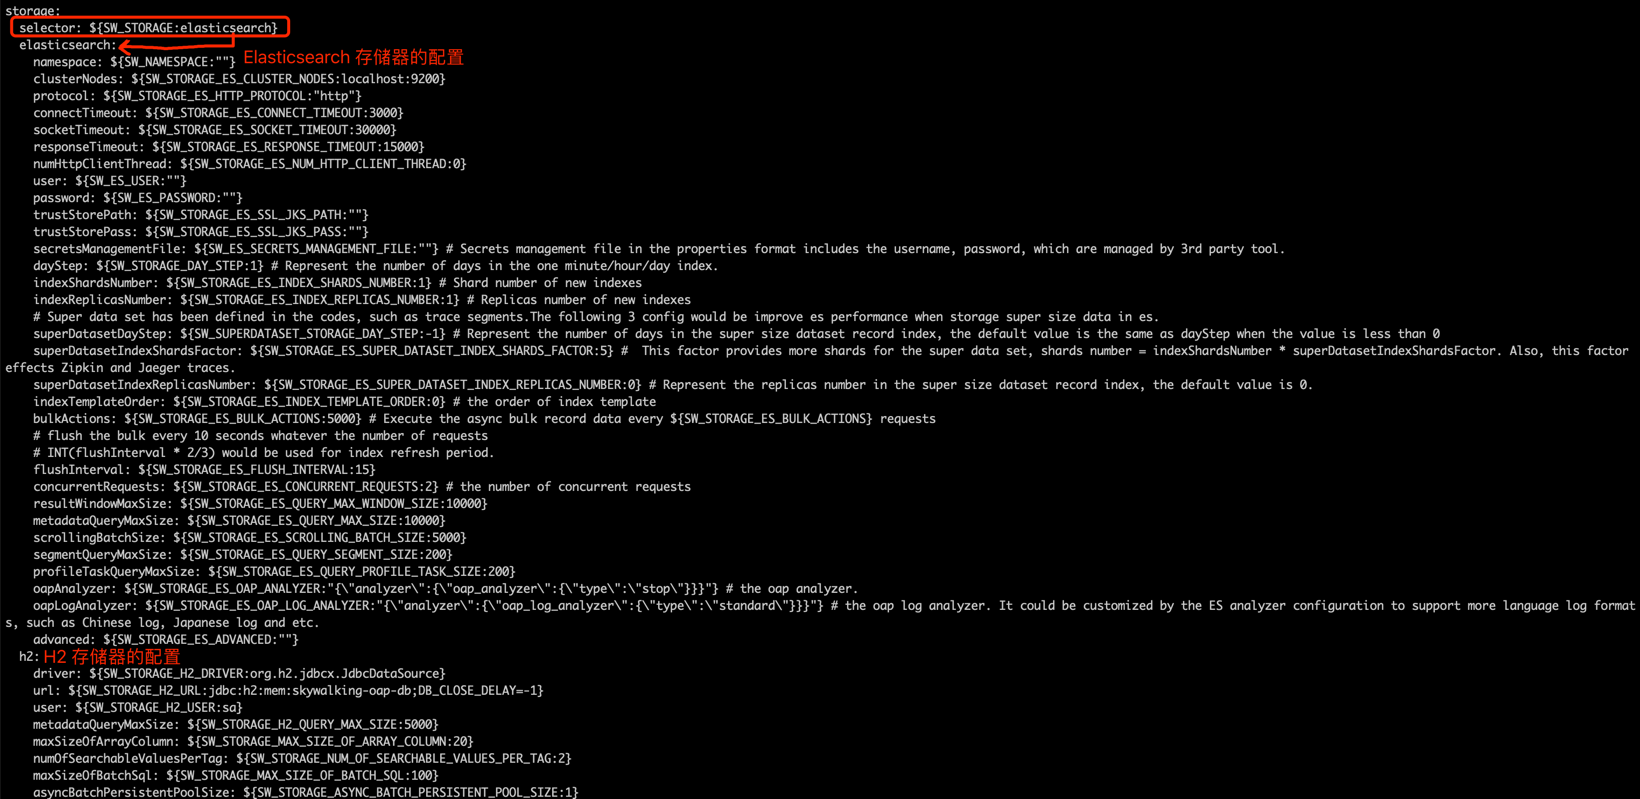 storage:
selector: ${SW_STORAGE:elasticsearch}
elasticsearch:
Elasticsearch 存储器的配置
namespace: ${SW_NAMESPACE:""}
clusterNodes: ${SW_STORAGE_ES_CLUSTER_NODES:localhost:9200}
protocol: ${SW_STORAGE_ES_HTTP_PROTOCOL:"http"}
connectTimeout: ${SW_STORAGE_ES_CONNECT_TIMEOUT:3000}
socketTimeout: ${SW_STORAGE_ES_SOCKET_TIMEOUT:30000}
responseTimeout: ${SW_STORAGE_ES_RESPONSE_TIMEOUT:15000}
numHttpClientThread: ${SW_STORAGE_ES_NUM_HTTP_CLIENT_THREAD:0}
user: ${SW_ES_USER:""}
password: ${SW_ES_PASSWORD:""}
trustStorePath: ${SW_STORAGE_ES_SSL_JKS_PATH:""}
trustStorePass: ${SW_STORAGE_ES_SSL_JKS_PASS:""}
secretsManagementFile: ${SW_ES_SECRETS_MANAGEMENT_FILE:""} # Secrets management file in the properties format includes the username, password, which are managed by 3rd party tool.
dayStep: ${SW_STORAGE_DAY_STEP:1} # Represent the number of days in the one minute/hour/day index.
indexShardsNumber: ${SW_STORAGE_ES_INDEX_SHARDS_NUMBER:1} # Shard number of new indexes
indexReplicasNumber: ${SW_STORAGE_ES_INDEX_REPLICAS_NUMBER:1} # Replicas number of new indexes
# Super data set has been defined in the codes, such as trace segments.The following 3 config would be improve es performance when storage super size data in es.
superDatasetDayStep: ${SW_SUPERDATASET_STORAGE_DAY_STEP:-1} # Represent the number of days in the super size dataset record index, the default value is the same as dayStep when the value is less than 0
superDatasetIndexShardsFactor: ${SW_STORAGE_ES_SUPER_DATASET_INDEX_SHARDS_FACTOR:5} #  This factor provides more shards for the super data set, shards number = indexShardsNumber * superDatasetIndexShardsFactor. Also, this factor
effects Zipkin and Jaeger traces.
superDatasetIndexReplicasNumber: ${SW_STORAGE_ES_SUPER_DATASET_INDEX_REPLICAS_NUMBER:0} # Represent the replicas number in the super size dataset record index, the default value is 0.
indexTemplateOrder: ${SW_STORAGE_ES_INDEX_TEMPLATE_ORDER:0} # the order of index template
bulkActions: ${SW_STORAGE_ES_BULK_ACTIONS:5000} # Execute the async bulk record data every ${SW_STORAGE_ES_BULK_ACTIONS} requests
# flush the bulk every 10 seconds whatever the number of requests
# INT(flushInterval * 2/3) would be used for index refresh period.
flushInterval: ${SW_STORAGE_ES_FLUSH_INTERVAL:15}
concurrentRequests: ${SW_STORAGE_ES_CONCURRENT_REQUESTS:2} # the number of concurrent requests
resultWindowMaxSize: ${SW_STORAGE_ES_QUERY_MAX_WINDOW_SIZE:10000}
metadataQueryMaxSize: ${SW_STORAGE_ES_QUERY_MAX_SIZE:10000}
scrollingBatchSize: ${SW_STORAGE_ES_SCROLLING_BATCH_SIZE:5000}
segmentQueryMaxSize: ${SW_STORAGE_ES_QUERY_SEGMENT_SIZE:200}
profileTaskQueryMaxSize: ${SW_STORAGE_ES_QUERY_PROFILE_TASK_SIZE:200}
oapAnalyzer: ${SW_STORAGE_ES_OAP_ANALYZER:"{\"analyzer\":{\"oap_analyzer\":{\"type\":\"stop\"}}}"} # the oap analyzer.
oapLogAnalyzer: ${SW_STORAGE_ES_OAP_LOG_ANALYZER:"{\"analyzer\":{\"oap_log_analyzer\":{\"type\":\"standard\"}}}"} # the oap log analyzer. It could be customized by the ES analyzer configuration to support more language log format
s, such as Chinese log, Japanese log and etc.
advanced: ${SW_STORAGE_ES_ADVANCED:""}
h2: H2 存储器的配置
driver: ${SW_STORAGE_H2_DRIVER:org.h2.jdbcx.JdbcDataSource}
url: ${SW_STORAGE_H2_URL:jdbc:h2:mem:skywalking-oap-db;DB_CLOSE_DELAY=-1}
user: ${SW_STORAGE_H2_USER:sa}
metadataQueryMaxSize: ${SW_STORAGE_H2_QUERY_MAX_SIZE:5000}
maxSizeOfArrayColumn: ${SW_STORAGE_MAX_SIZE_OF_ARRAY_COLUMN:20}
numOfSearchableValuesPerTag: ${SW_STORAGE_NUM_OF_SEARCHABLE_VALUES_PER_TAG:2}
maxSizeOfBatchSql: ${SW_STORAGE_MAX_SIZE_OF_BATCH_SQL:100}
asyncBatchPersistentPoolSize: ${SW_STORAGE_ASYNC_BATCH_PERSISTENT_POOL_SIZE:1}